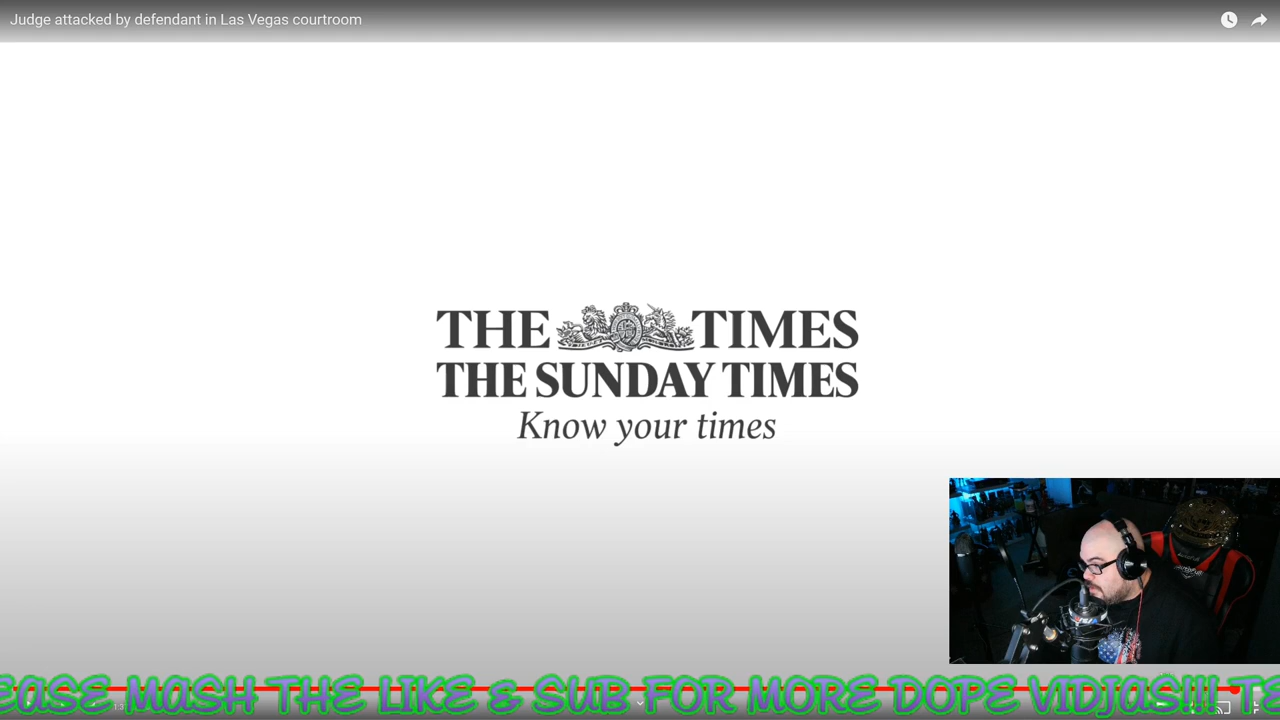 Judge attacked by defendant in Las Vegas courtroom
THE TIMES
THE SUNDAY TIMES
Know your times
EASE MASH THE LIKE & SUB FOR MORE DOPE VIDJAS!!! TE